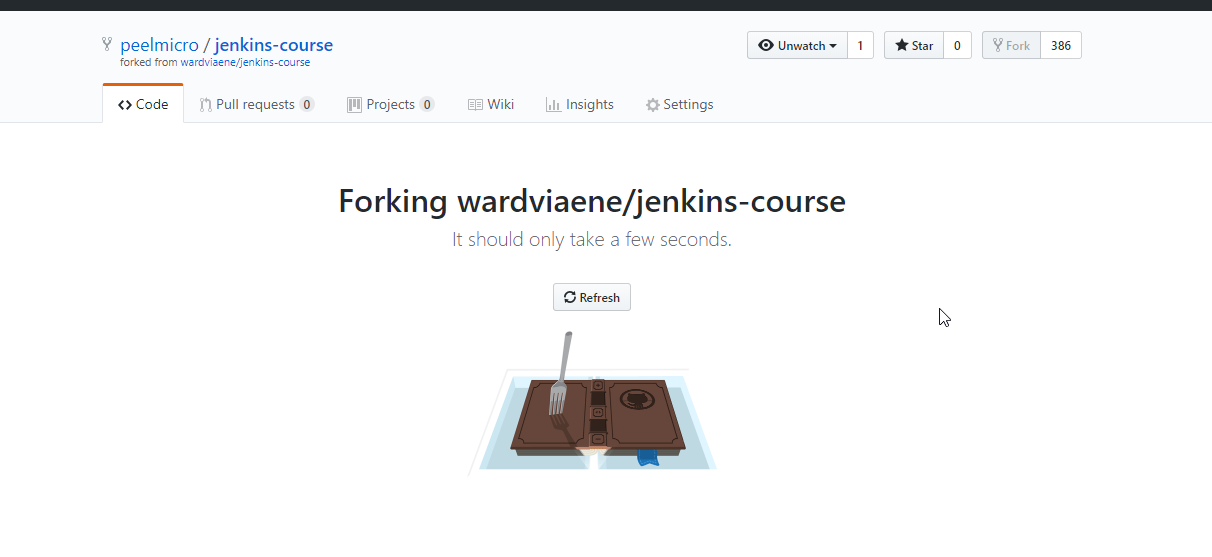 peelmicro / jenkins-course
forked from wardviaene/jenkins-course
Unwatch 1 Star 0 Fork 386
Code Pull requests 0 Projects 0 Wiki Insights Settings
Forking wardviaene/jenkins-course
It should only take a few seconds.
Refresh